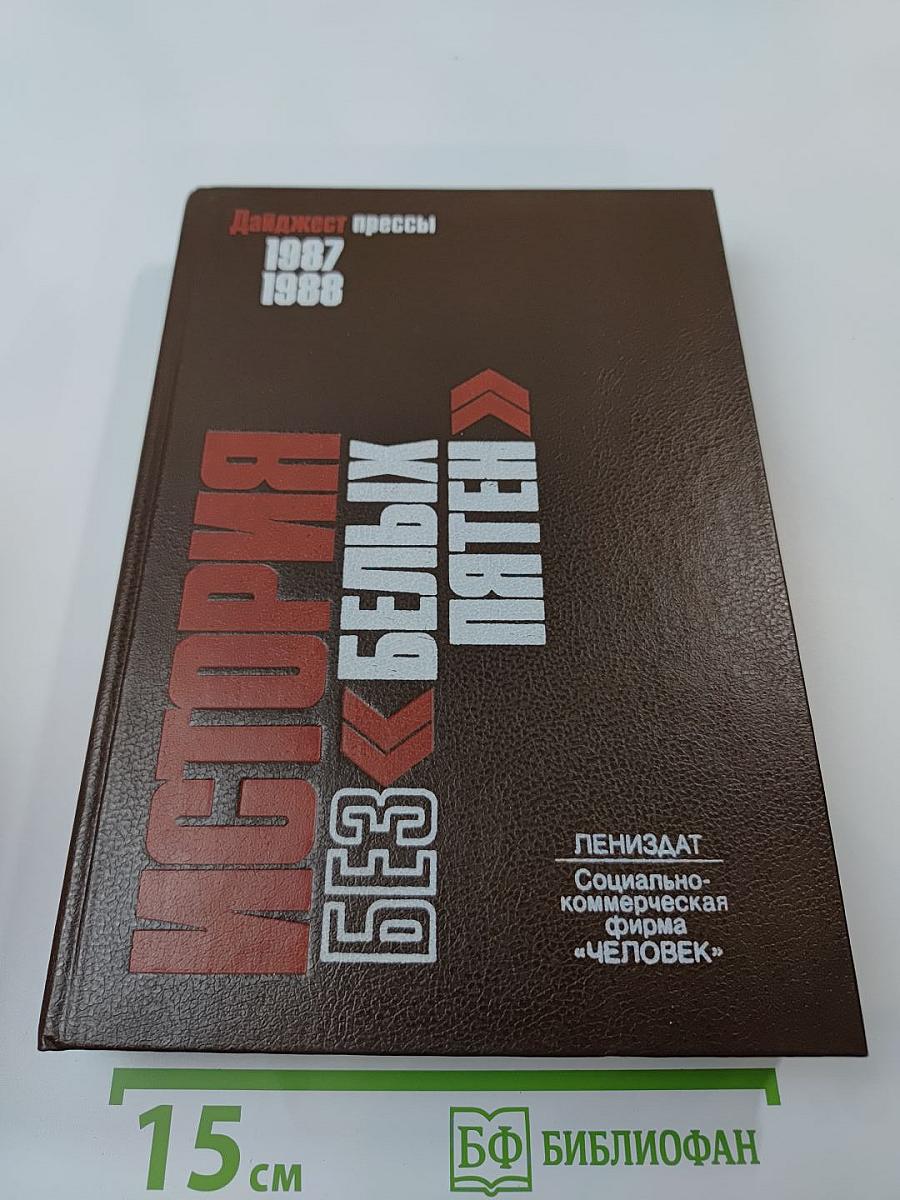 Дайджест прессы
1987
1988
ИСТОРИЯ
БЕЗ «БЕЛЫХ
ПЯТЕН»
ЛЕНИЗДАТ
Социально-
коммерческая
фирма
«ЧЕЛОВЕК»
15 см
БФ БИБЛИОФАН